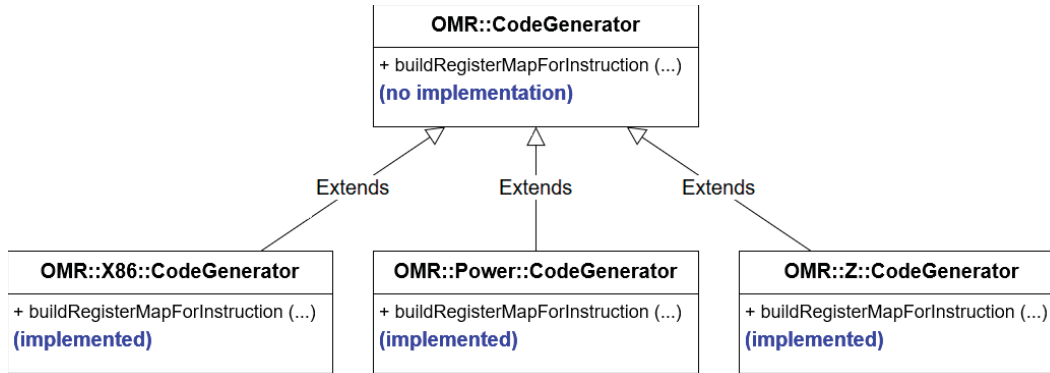 OMR::CodeGenerator
+ buildRegisterMapForInstruction (...)
(no implementation)
Extends Extends Extends
OMR::X86::CodeGenerator OMR::Power::CodeGenerator OMR::Z::CodeGenerator
+ buildRegisterMapForInstruction (...) + buildRegisterMapForInstruction (...) + buildRegisterMapForInstruction (...)
(implemented) (implemented) (implemented)